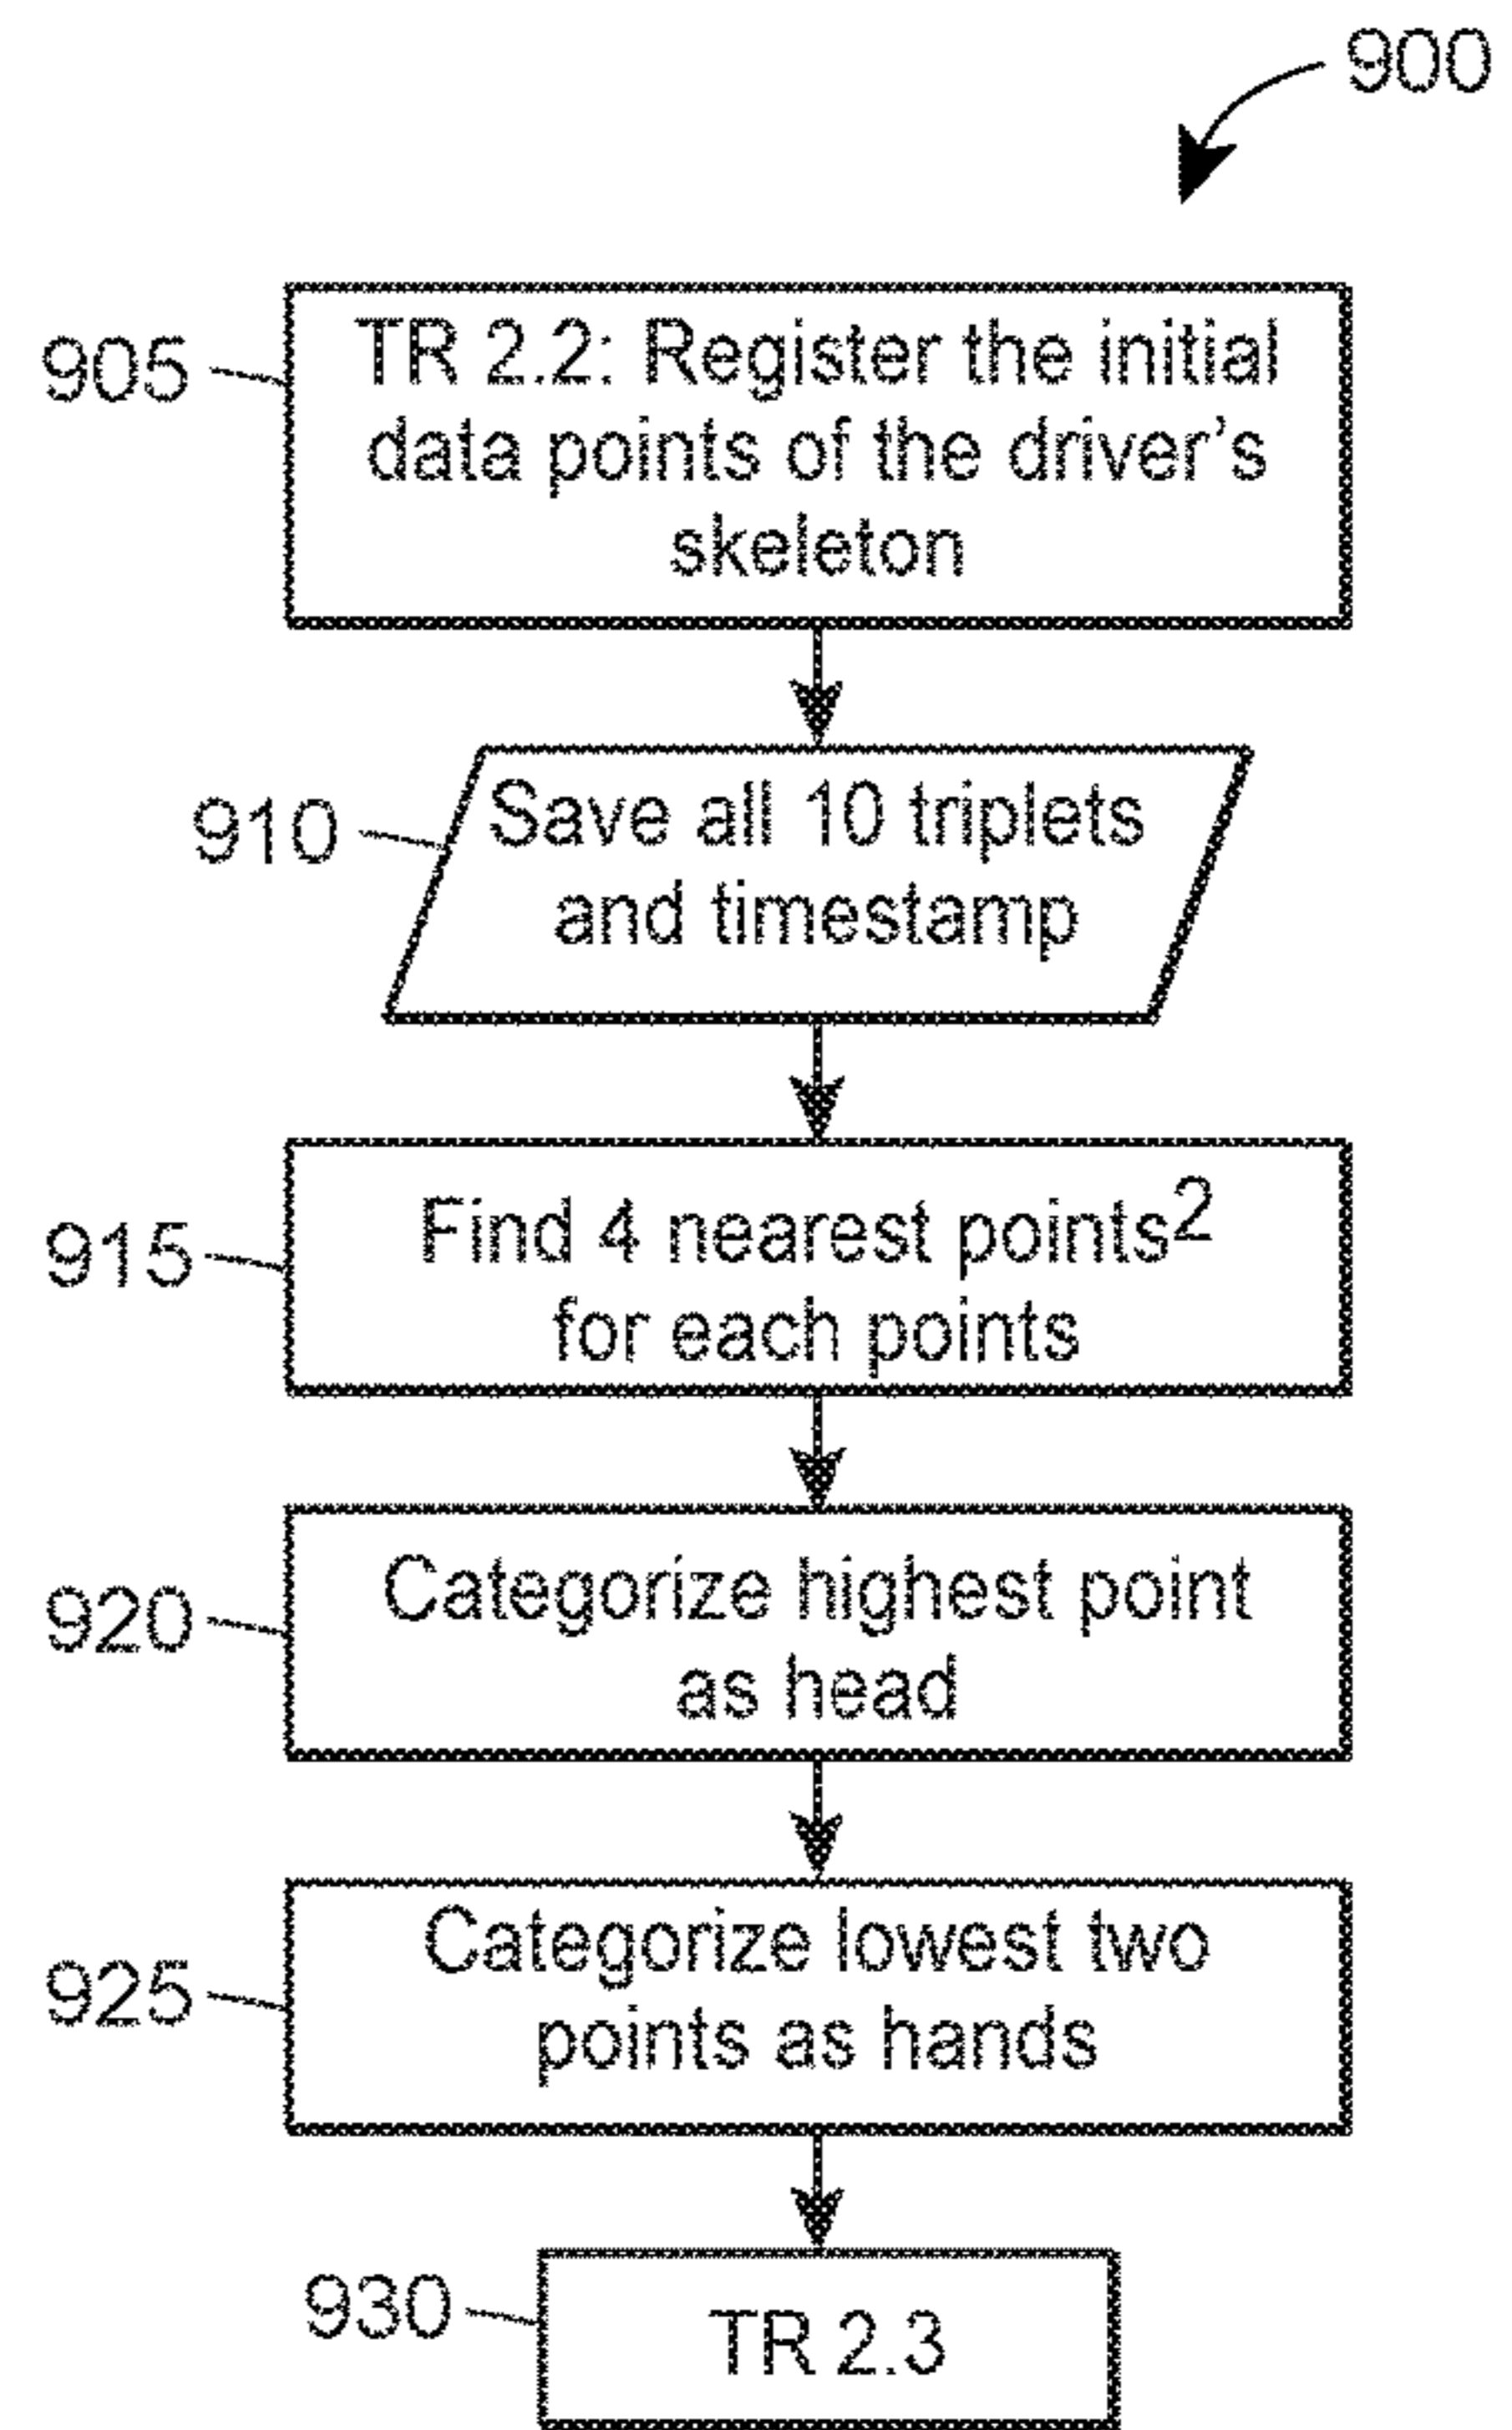 900
905
TR 2.2: Register the initial
data points of the driver's
skeleton
910
Save all 10 triplets
and timestamp
915
Find 4 nearest points²
for each points
920
Categorize highest point
as head
925
Categorize lowest two
points as hands
930
TR 2.3